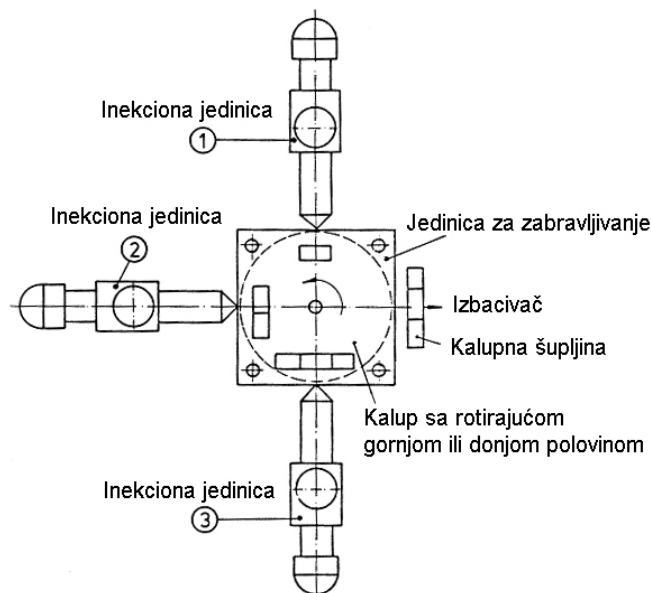 Inekciona jedinica
1
Inekciona jedinica
2
Jedinica za zabravljivanje
Izbacivač
Kalupna šupljina
Kalup sa rotirajućom
gornjom ili donjom polovinom
Inekciona jedinica
3